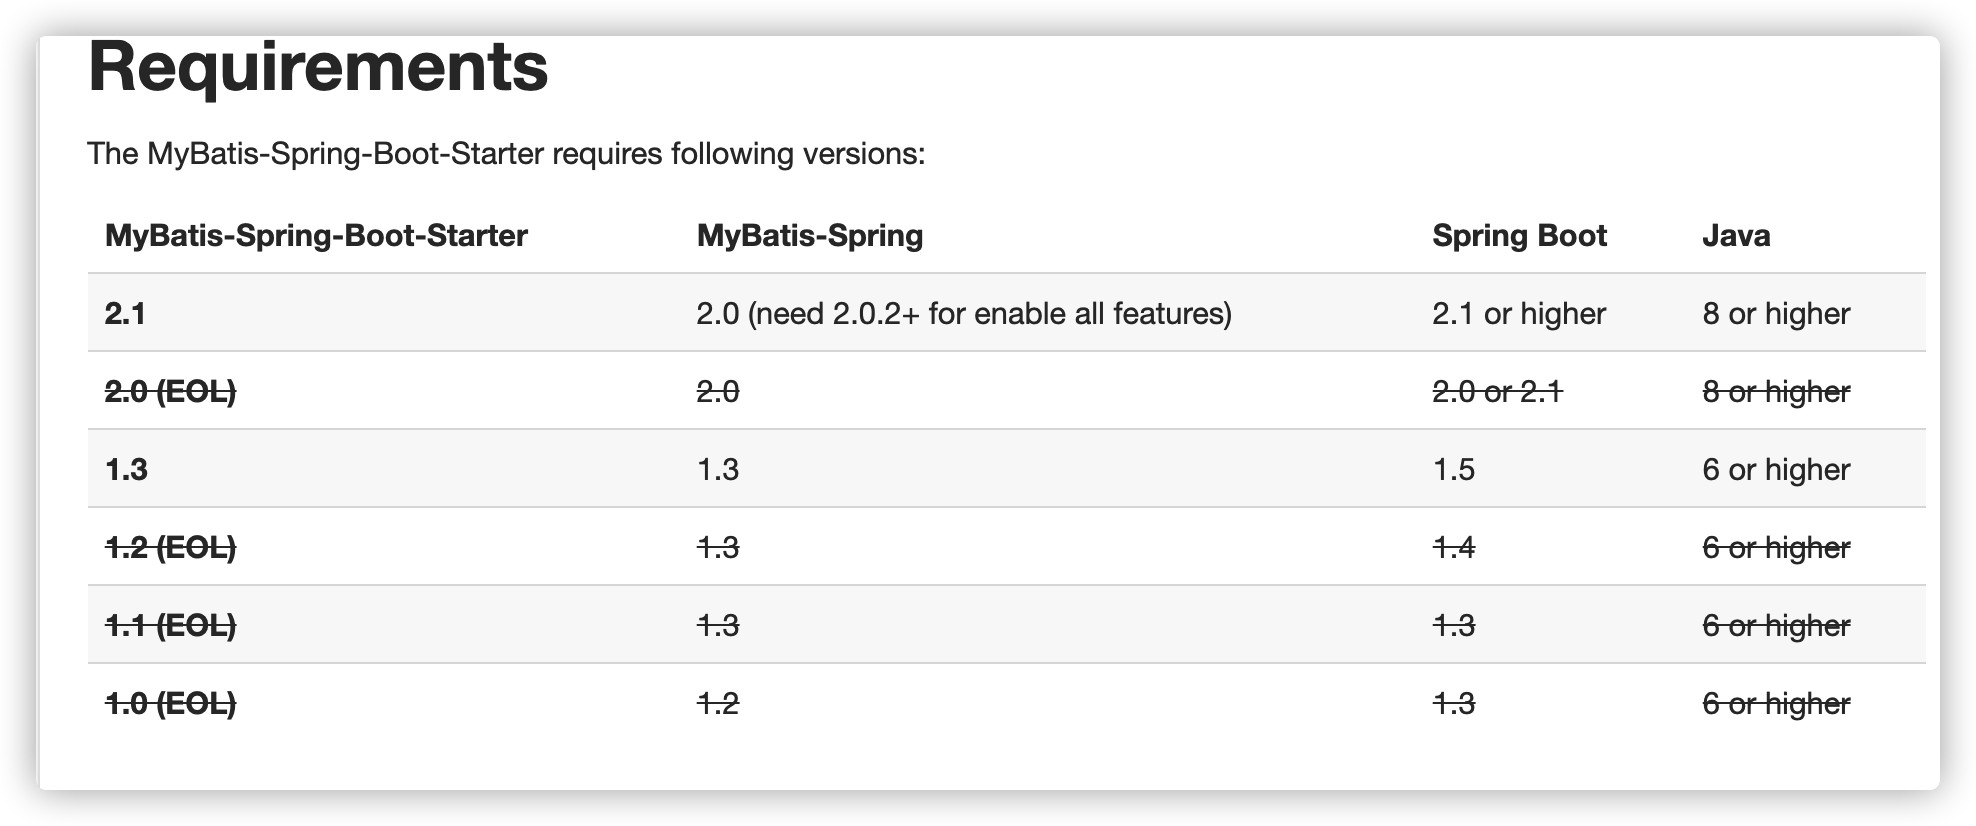 Requirements
The MyBatis-Spring-Boot-Starter requires following versions:
MyBatis-Spring-Boot-Starter MyBatis-Spring Spring Boot Java
2.1 2.0 (need 2.0.2+ for enable all features) 2.1 or higher 8 or higher
2.0 (EOL) 2.0 2.0 or 2.1 8 or higher
1.3 1.3 1.5 6 or higher
1.2 (EOL) 1.3 1.4 6 or higher
1.1 (EOL) 1.3 1.3 6 or higher
1.0 (EOL) 1.2 1.3 6 or higher